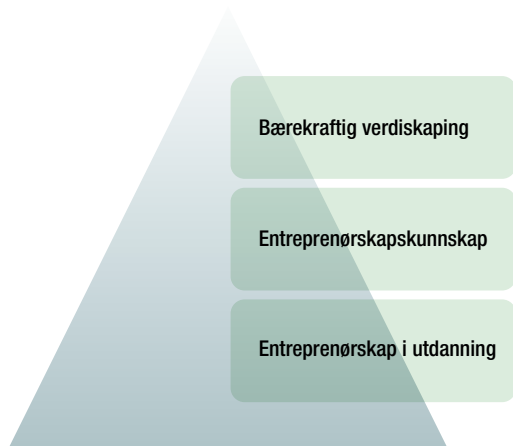 Bærekraftig verdiskaping
Entreprenørskapskunnskap
Entreprenørskap i utdanning